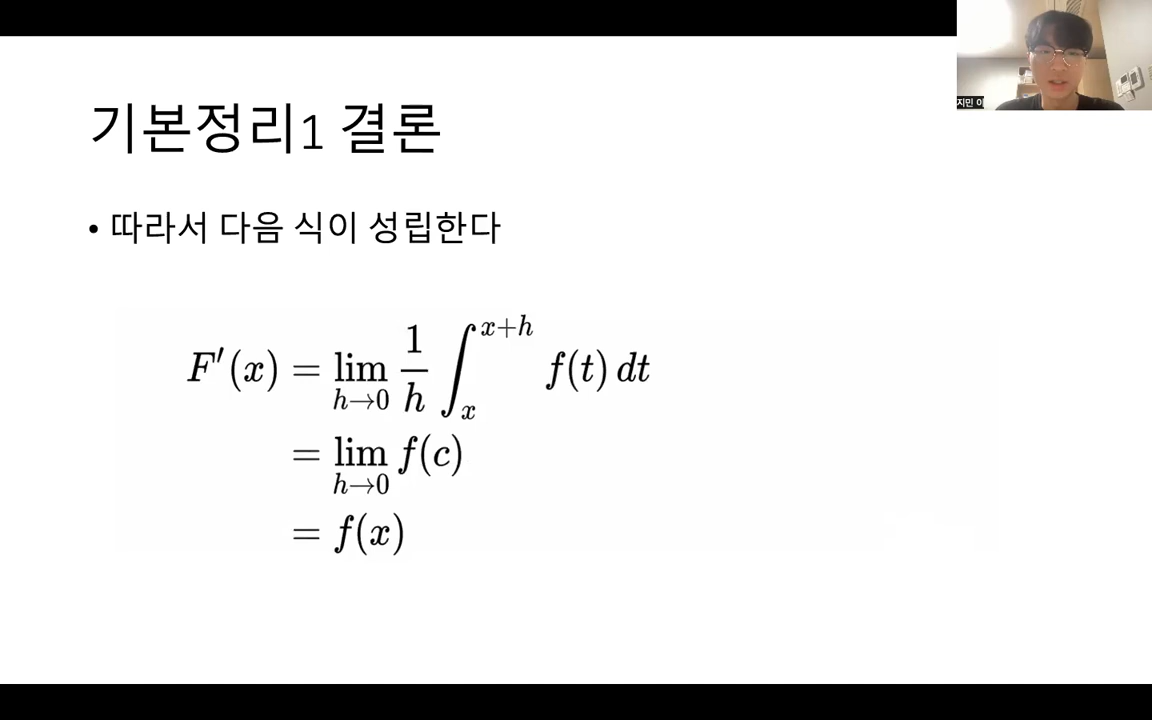 기본정리1 결론
• 따라서 다음 식이 성립한다
F′(x) = lim_{h→0} \frac{1}{h} ∫_{x}^{x+h} f(t) dt
= lim_{h→0} f(c)
= f(x)
지민 이